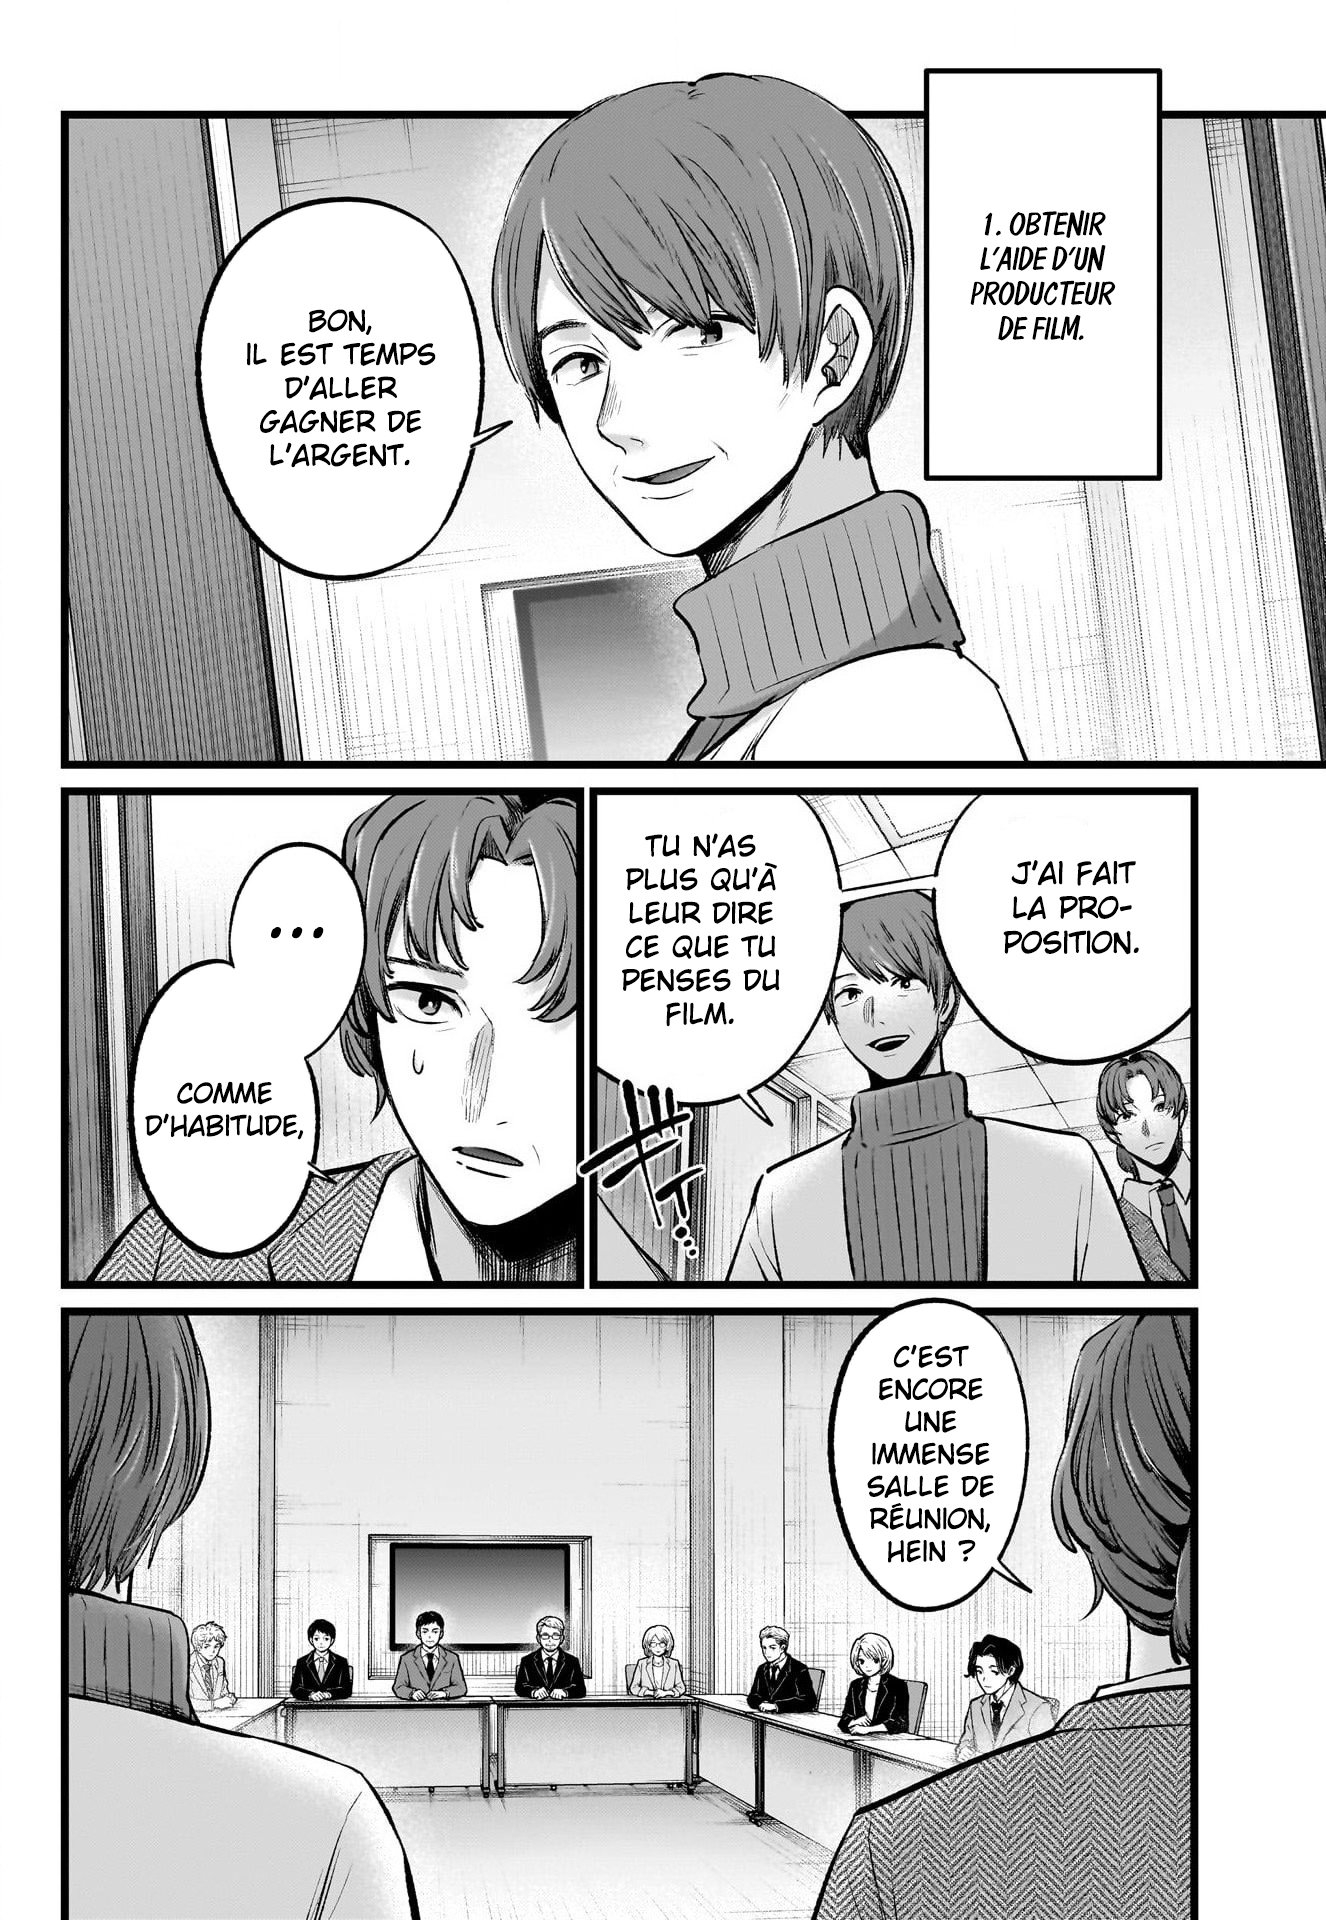 1. OBTENIR
L'AIDE D'UN
PRODUCTEUR
DE FILM.
BON,
IL EST TEMPS
D'ALLER
GAGNER DE
L'ARGENT.
J'AI FAIT
LA PRO-
POSITION.
TU N'AS
PLUS QU'À
LEUR DIRE
CE QUE TU
PENSES DU
FILM.
ギィ...
...
COMME
D'HABITUDE,
C'EST
ENCORE
UNE
IMMENSE
SALLE DE
RÉUNION,
HEIN ?